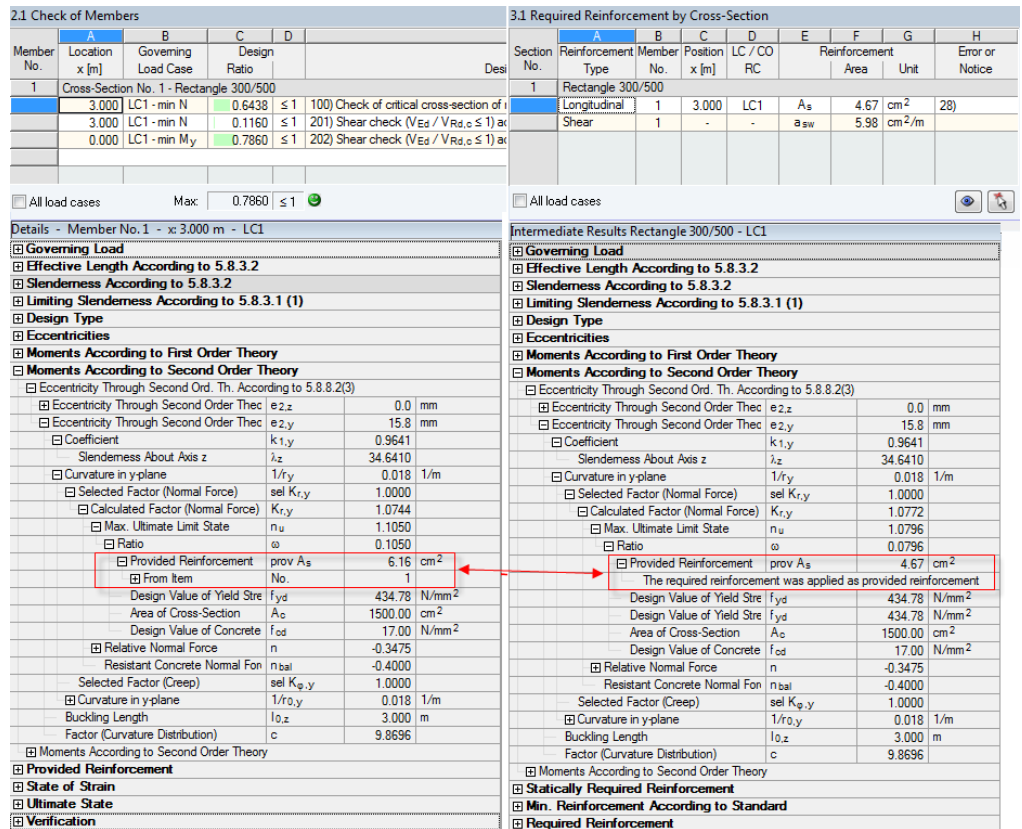 2.1 Check of Members
A B C D
Member Location Governing Design
No. x [m] Load Case Ratio Desi
1 Cross-Section No. 1 - Rectangle 300/500
3.000 LC1 - min N 0.6438 ≤ 1 100) Check of critical cross-section of
3.000 LC1 - min N 0.1160 ≤ 1 201) Shear check (VEd / VRd,c ≤ 1) ac
0.000 LC1 - min My 0.7860 ≤ 1 202) Shear check (VEd / VRd,c ≤ 1) ac
All load cases Max: 0.7860 ≤ 1
Details - Member No. 1 - x: 3.000 m - LC1
Governing Load
Effective Length According to 5.8.3.2
Slenderness According to 5.8.3.2
Limiting Slenderness According to 5.8.3.1 (1)
Design Type
Eccentricities
Moments According to First Order Theory
Moments According to Second Order Theory
Eccentricity Through Second Ord. Th. According to 5.8.8.2(3)
Eccentricity Through Second Order Theo e2,z 0.0 mm
Eccentricity Through Second Order Theo e2,y 15.8 mm
Coefficient k1,y 0.9641
Slenderness About Axis z λz 34.6410
Curvature in y-plane 1/ry 0.018 1/m
Selected Factor (Normal Force) sel Kr,y 1.0000
Calculated Factor (Normal Force) Kr,y 1.0744
Max. Ultimate Limit State nu 1.1050
Ratio ω 0.1050
Provided Reinforcement prov As 6.16 cm2
From Item No. 1
Design Value of Yield Stre fyd 434.78 N/mm2
Area of Cross-Section Ac 1500.00 cm2
Design Value of Concrete fcd 17.00 N/mm2
Relative Normal Force n -0.3475
Resistant Concrete Normal Forc nbal -0.4000
Selected Factor (Creep) sel Kφ,y 1.0000
Curvature in y-plane 1/r0,y 0.018 1/m
Buckling Length l0,z 3.000 m
Factor (Curvature Distribution) c 9.8696
Moments According to Second Order Theory
Provided Reinforcement
State of Strain
Ultimate State
Verification
3.1 Required Reinforcement by Cross-Section
A B C D E F G H
Section Reinforcement Member Position LC / CO Reinforcement Error or
No. Type No. x [m] RC Area Unit Notice
1 Rectangle 300/500
Longitudinal 1 3.000 LC1 As 4.67 cm2 28)
Shear 1 - - asw 5.98 cm2/m
All load cases
Intermediate Results Rectangle 300/500 - LC1
Governing Load
Effective Length According to 5.8.3.2
Slenderness According to 5.8.3.2
Limiting Slenderness According to 5.8.3.1 (1)
Design Type
Eccentricities
Moments According to First Order Theory
Moments According to Second Order Theory
Eccentricity Through Second Ord. Th. According to 5.8.8.2(3)
Eccentricity Through Second Order Theo e2,z 0.0 mm
Eccentricity Through Second Order Theo e2,y 15.8 mm
Coefficient k1,y 0.9641
Slenderness About Axis z λz 34.6410
Curvature in y-plane 1/ry 0.018 1/m
Selected Factor (Normal Force) sel Kr,y 1.0000
Calculated Factor (Normal Force) Kr,y 1.0772
Max. Ultimate Limit State nu 1.0796
Ratio ω 0.0796
Provided Reinforcement prov As 4.67 cm2
The required reinforcement was applied as provided reinforcement
Design Value of Yield Stre fyd 434.78 N/mm2
Design Value of Yield Stre fyd 434.78 N/mm2
Area of Cross-Section Ac 1500.00 cm2
Design Value of Concrete fcd 17.00 N/mm2
Relative Normal Force n -0.3475
Resistant Concrete Normal Forc nbal -0.4000
Selected Factor (Creep) sel Kφ,y 1.0000
Curvature in y-plane 1/r0,y 0.018 1/m
Buckling Length l0,z 3.000 m
Factor (Curvature Distribution) c 9.8696
Moments According to Second Order Theory
Statically Required Reinforcement
Min. Reinforcement According to Standard
Required Reinforcement